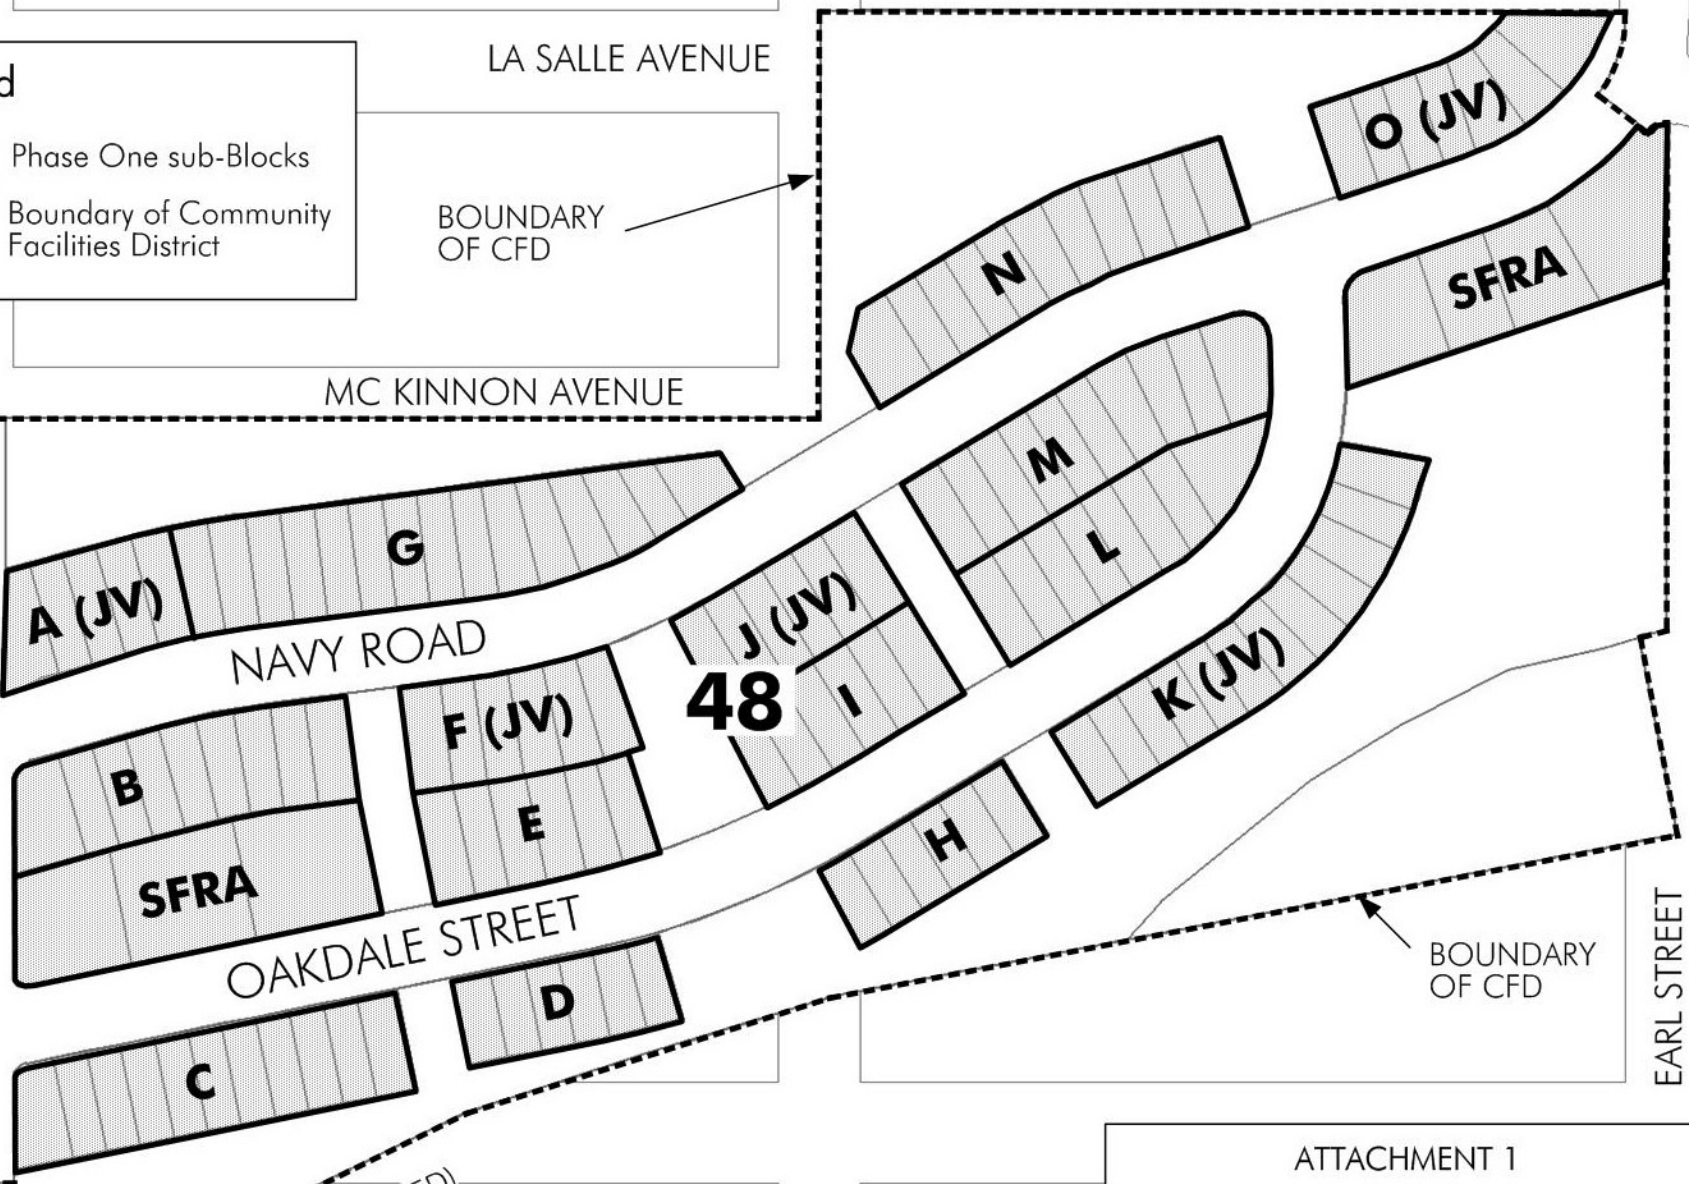 LA SALLE AVENUE
d
Phase One sub-Blocks
Boundary of Community
Facilities District
BOUNDARY
OF CFD
MC KINNON AVENUE
O (JV)
N
SFRA
M
L
G
A (JV)
NAVY ROAD
J (JV)
48
I
K (JV)
F (JV)
B
E
H
SFRA
OAKDALE STREET
D
C
BOUNDARY
OF CFD
EARL STREET
ATTACHMENT 1
ED)